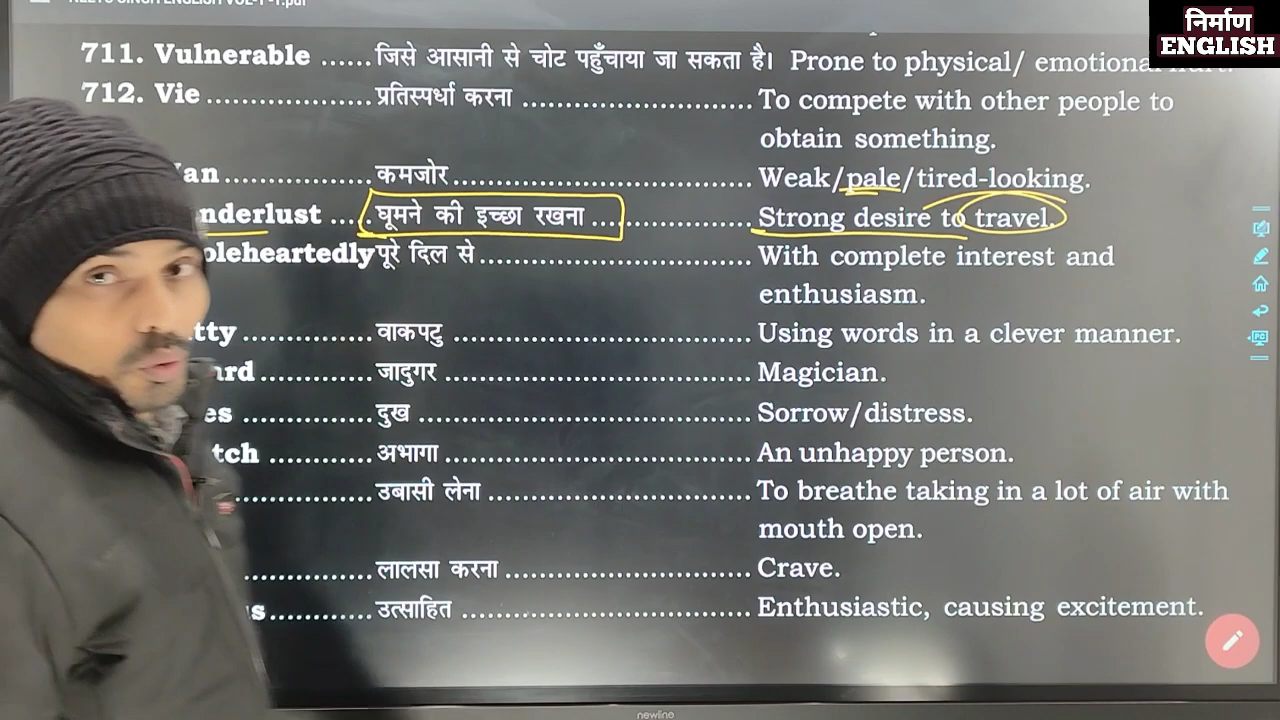 निर्माण
ENGLISH
711. Vulnerable ......जिसे आसानी से चोट पहुँचाया जा सकता है। Prone to physical/
712. Vie.................... प्रतिस्पर्धा करना ............................ To compete with other people to
obtain something.
कमजोर..................................... Weak/pale/tired-looking.
nderlust .... घूमने की इच्छा रखना .................... Strong desire to travel.
oleheartedly पूरे दिल से................................. With complete interest and
enthusiasm.
tty ................ वाकपटु ..................................... Using words in a clever manner.
ard .............. जादुगर ...................................... Magician.
es ................ दुख .......................................... Sorrow/distress.
tch ............. अभागा ...................................... An unhappy person.
उबासी लेना ................................. To breathe taking in a lot of air with
mouth open.
लालसा करना ............................... Crave.
s................ उत्साहित .................................... Enthusiastic, causing excitement.
newline